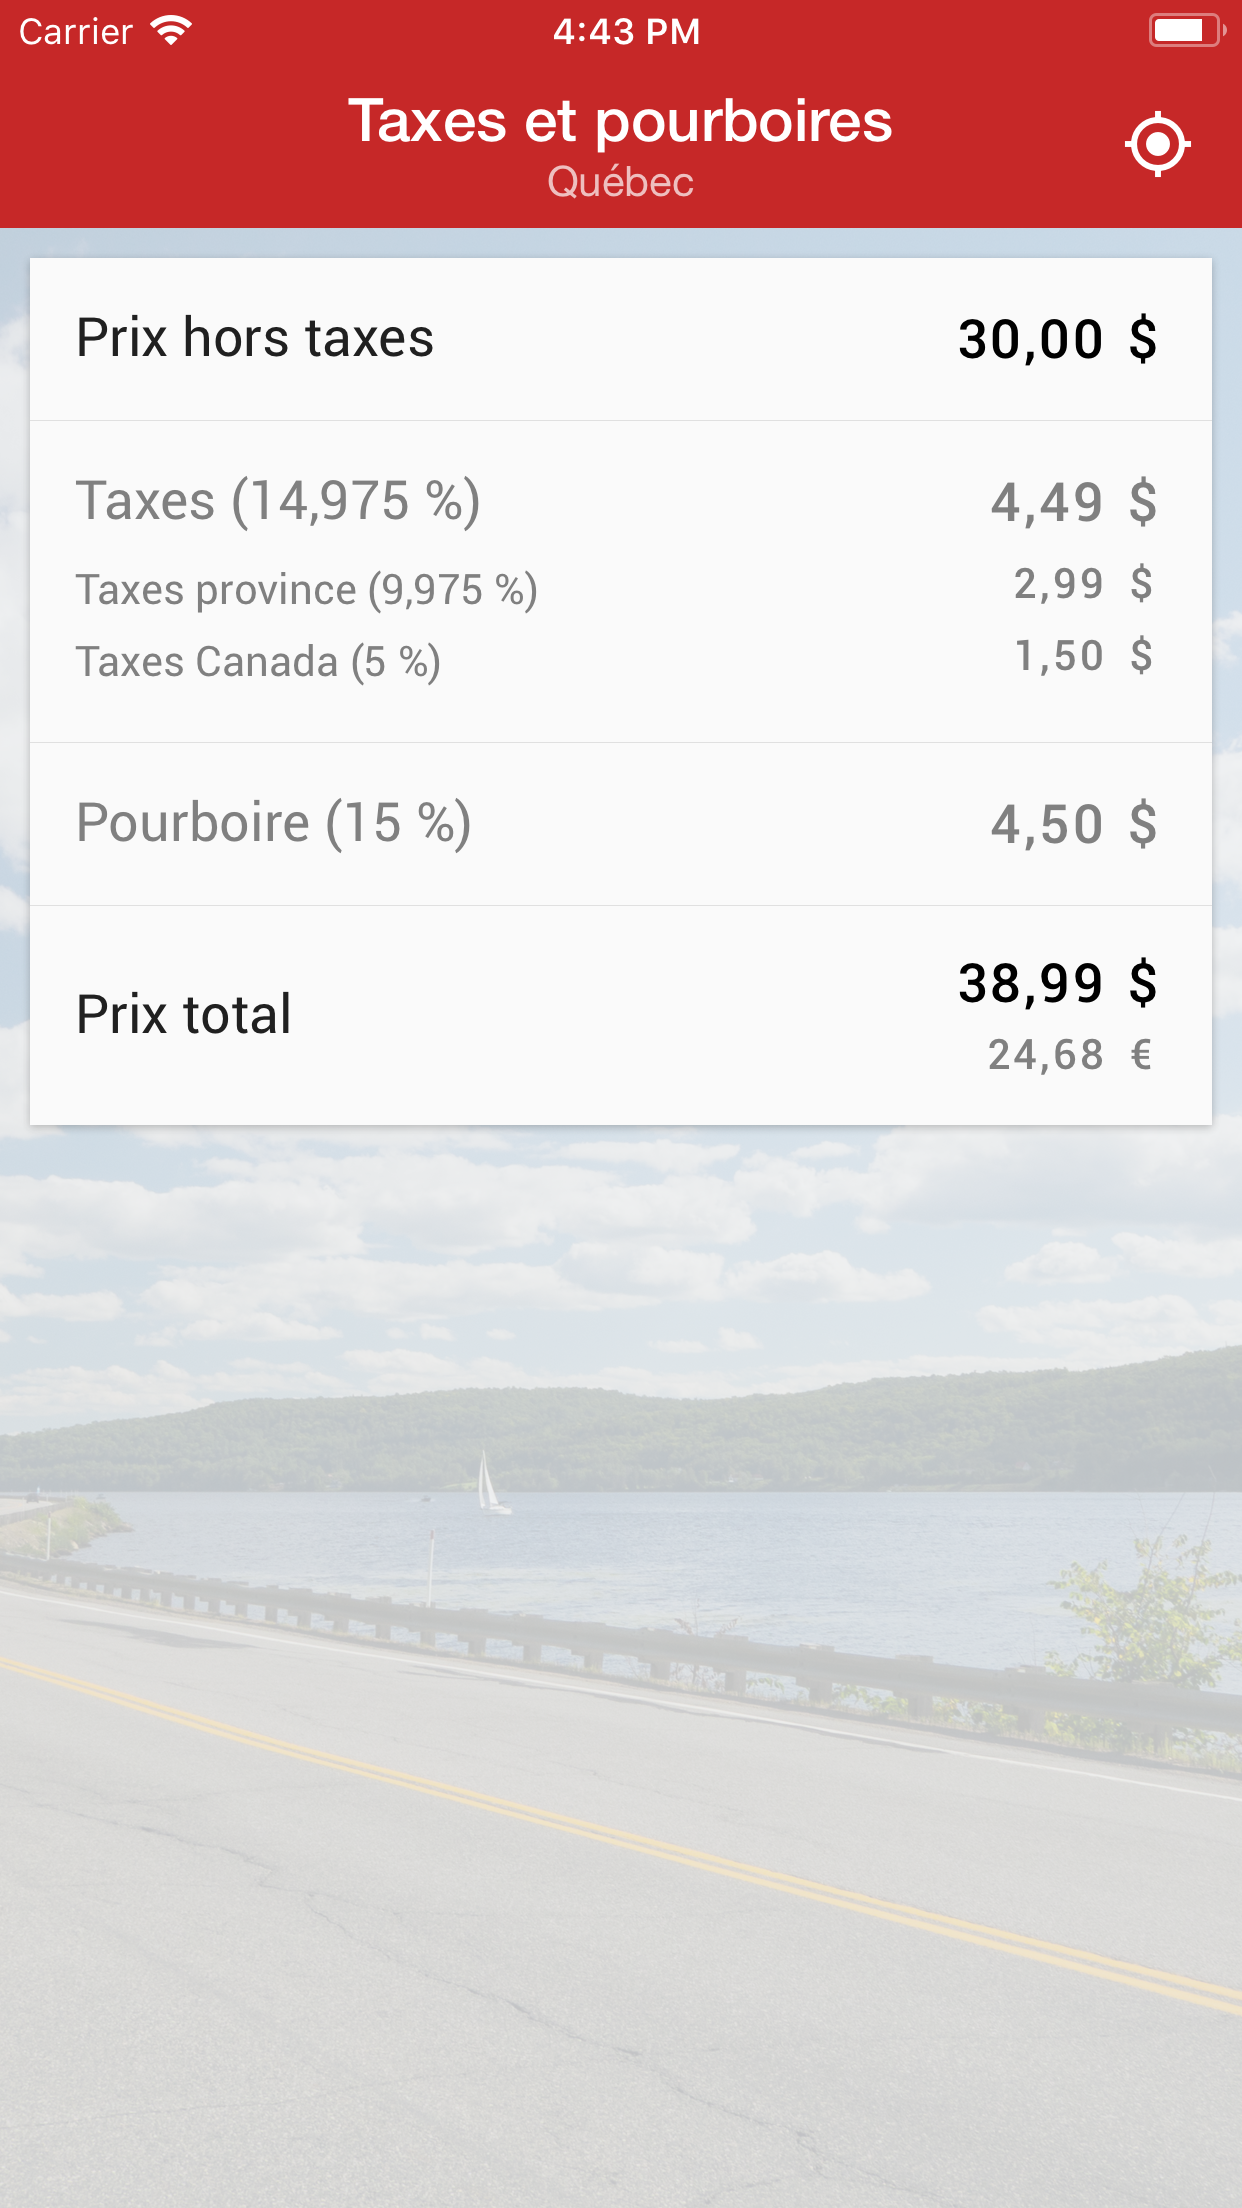 Carrier 4:43 PM
Taxes et pourboires
Québec
Prix hors taxes 30,00 $
Taxes (14,975 %) 4,49 $
Taxes province (9,975 %) 2,99 $
Taxes Canada (5 %) 1,50 $
Pourboire (15 %) 4,50 $
Prix total 38,99 $
24,68 €